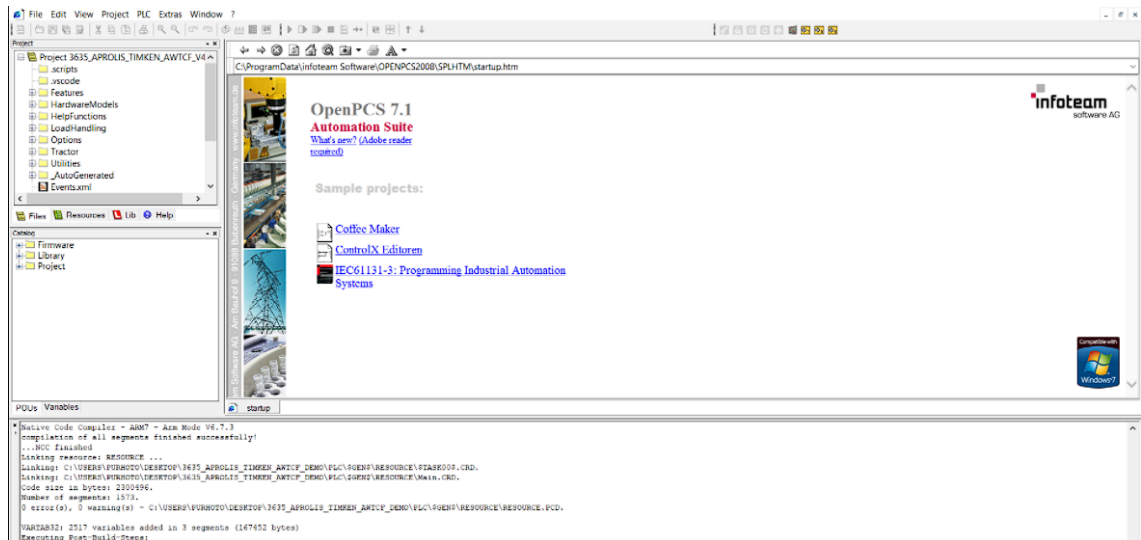 File Edit View Project PLC Extras Window ?
Project
Project 3635_APROLIS_TIMKEN_AWTCF_V4
.scripts
.vscode
Features
HardwareModels
HelpFunctions
LoadHandling
Options
Tractor
Utilities
_AutoGenerated
Events.xml
Files Resources Lib Help
Catalog
Firmware
Library
Project
POUs Variables
C:\ProgramData\infoteam Software\OPENPCS2008\SPLHTM\startup.htm
OpenPCS 7.1
Automation Suite
What's new? (Adobe reader
required)
Sample projects:
Coffee Maker
ControlX Editoren
IEC61131-3: Programming Industrial Automation
Systems
infoteam
software AG
Compatible with
Windows 7
startup
Native Code Compiler - ARM7 - Arm Mode V6.7.3
compilation of all segments finished successfully!
...NCC finished
Linking resource: RESOURCE ...
Linking: C:\USERS\PURHOTO\DESKTOP\3635_APROLIS_TIMKEN_AWTCF_DEMO\PLC\$GEN$\RESOURCE\$TASK00$.CRD.
Linking: C:\USERS\PURHOTO\DESKTOP\3635_APROLIS_TIMKEN_AWTCF_DEMO\PLC\$GEN$\RESOURCE\Main.CRD.
Code size in bytes: 2300496.
Number of segments: 1573.
0 error(s), 0 warning(s) - C:\USERS\PURHOTO\DESKTOP\3635_APROLIS_TIMKEN_AWTCF_DEMO\PLC\$GEN$\RESOURCE\RESOURCE.PCD.
VARTAB32: 2517 variables added in 3 segments (167452 bytes)
Executing Post-Build-Steps: